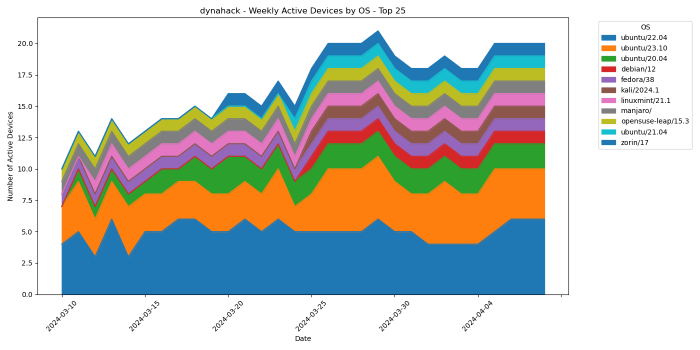 dynahack - Weekly Active Devices by OS - Top 25
Number of Active Devices
20.0
17.5
15.0
12.5
10.0
7.5
5.0
2.5
0.0
2024-03-10
2024-03-15
2024-03-20
2024-03-25
2024-03-30
2024-04-04
Date
OS
ubuntu/22.04
ubuntu/23.10
ubuntu/20.04
debian/12
fedora/38
kali/2024.1
linuxmint/21.1
manjaro/
opensuse-leap/15.3
ubuntu/21.04
zorin/17